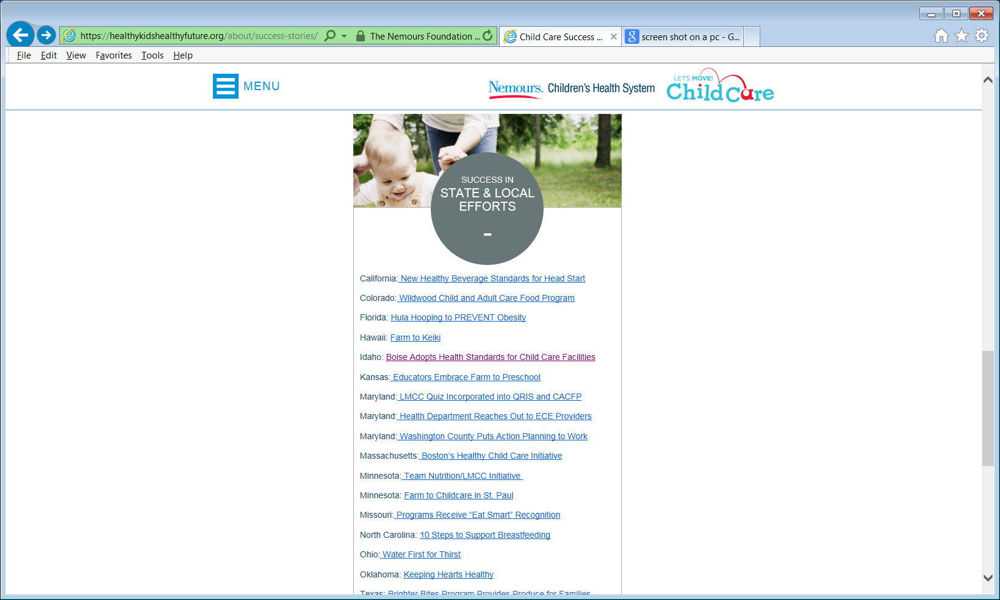 https://healthykidshealthyfuture.org/about/success-stories/ The Nemours Foundation ... Child Care Success ... screen shot on a pc - G...
File Edit View Favorites Tools Help
MENU
Nemours. Children's Health System
LET'S MOVE!
Child Care
SUCCESS IN
STATE & LOCAL
EFFORTS
-
California: New Healthy Beverage Standards for Head Start
Colorado: Wildwood Child and Adult Care Food Program
Florida: Hula Hooping to PREVENT Obesity
Hawaii: Farm to Keiki
Idaho: Boise Adopts Health Standards for Child Care Facilities
Kansas: Educators Embrace Farm to Preschool
Maryland: LMCC Quiz Incorporated into QRIS and CACFP
Maryland: Health Department Reaches Out to ECE Providers
Maryland: Washington County Puts Action Planning to Work
Massachusetts: Boston’s Healthy Child Care Initiative
Minnesota: Team Nutrition/LMCC Initiative
Minnesota: Farm to Childcare in St. Paul
Missouri: Programs Receive “Eat Smart” Recognition
North Carolina: 10 Steps to Support Breastfeeding
Ohio: Water First for Thirst
Oklahoma: Keeping Hearts Healthy
Texas: Brighter Bites Program Provides Produce for Families